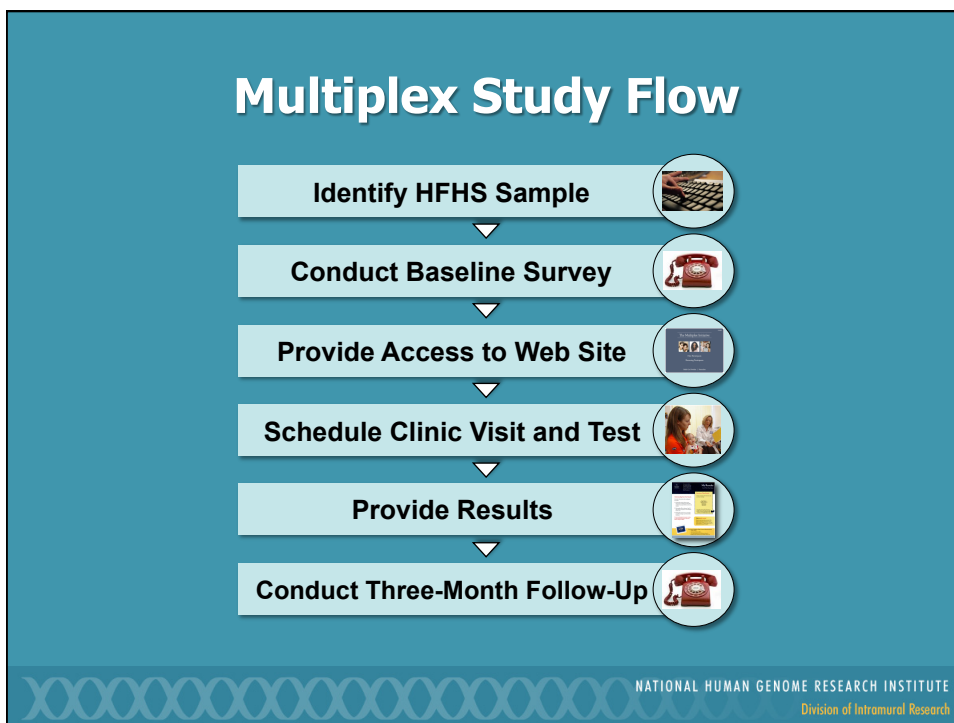 Multiplex Study Flow
Identify HFHS Sample
Conduct Baseline Survey
Provide Access to Web Site
Schedule Clinic Visit and Test
Provide Results
Conduct Three-Month Follow-Up
NATIONAL HUMAN GENOME RESEARCH INSTITUTE
Division of Intramural Research